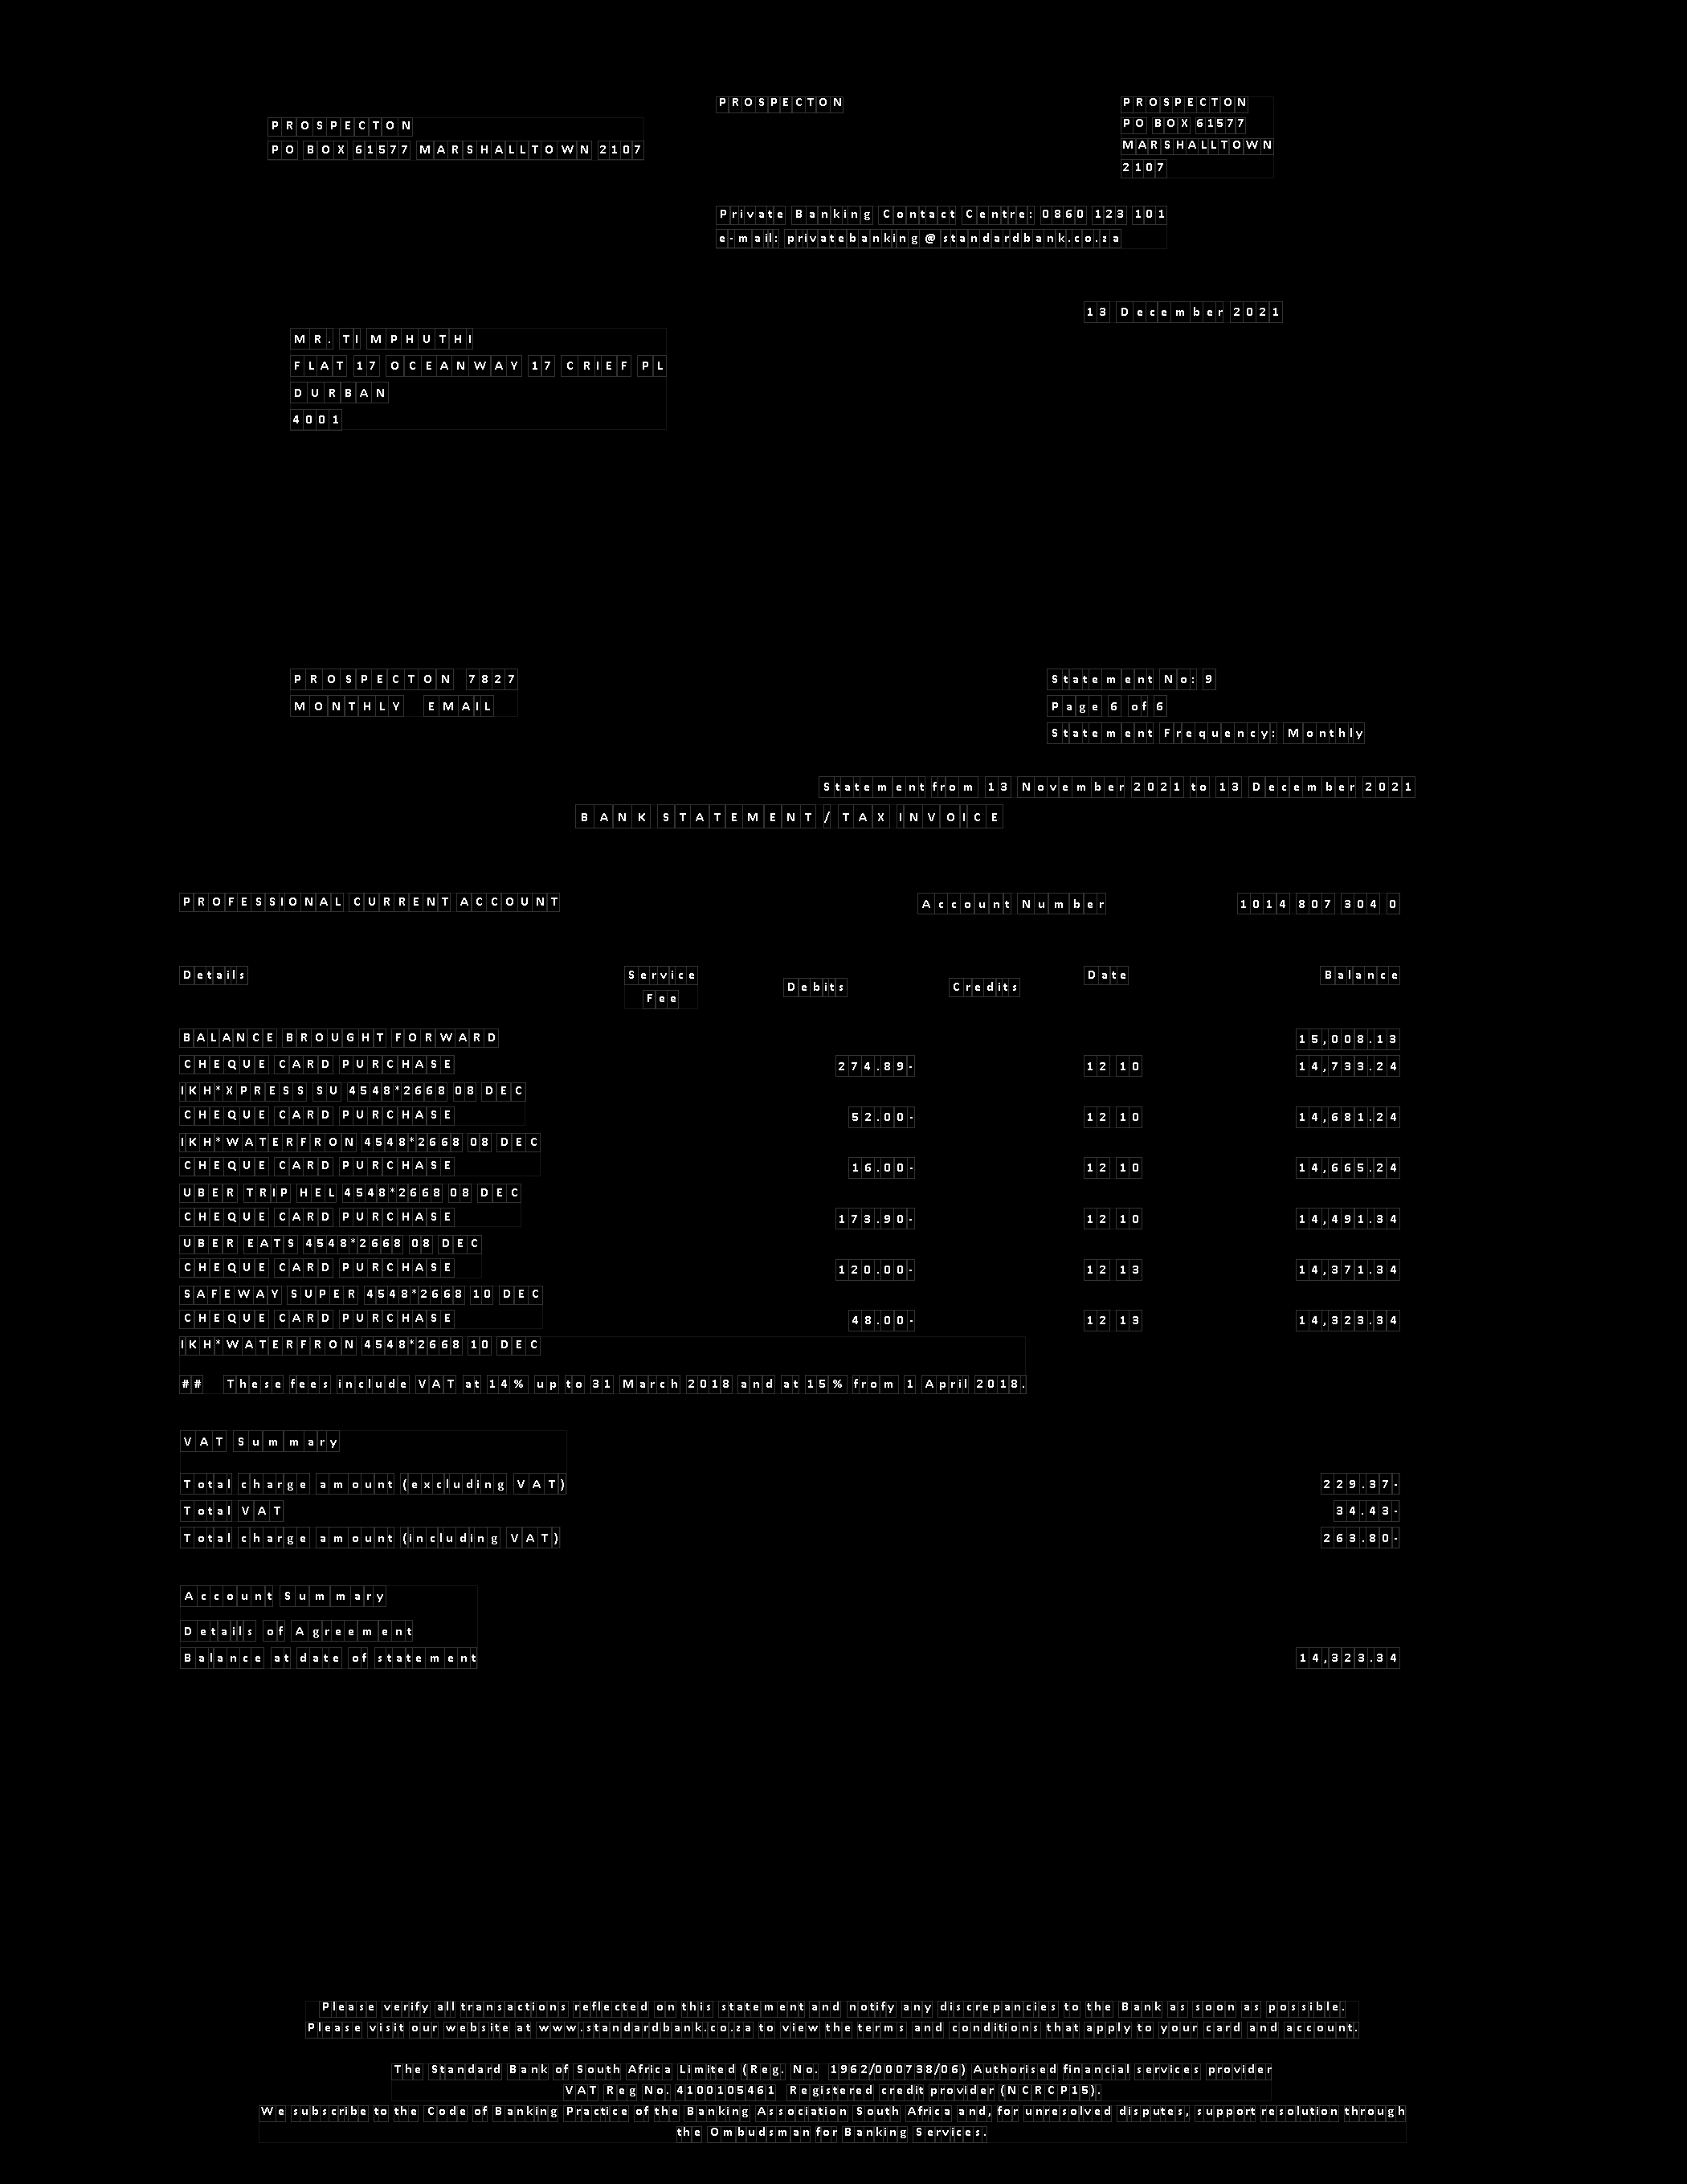 PROSPECTON
PO BOX 61577 MARSHALLTOWN 2107
PROSPECTON
PROSPECTON
PO BOX 61577
MARSHALLTOWN
2107
Private Banking Contact Centre: 0860 123 101
e-mail: privatebanking@standardbank.co.za
13 December 2021
MR. TI MPHUTHI
FLAT 17 OCEANWAY 17 CRIEF PL
DURBAN
4001
PROSPECTON 7827
MONTHLY EMAIL
Statement No: 9
Page 6 of 6
Statement Frequency: Monthly
Statement from 13 November 2021 to 13 December 2021
BANK STATEMENT / TAX INVOICE
PROFESSIONAL CURRENT ACCOUNT Account Number 1014 807 304 0
Details Service Fee Debits Credits Date Balance
BALANCE BROUGHT FORWARD 15,008.13
CHEQUE CARD PURCHASE 274.89- 12 10 14,733.24
IKH*XPRESS SU 4548*2668 08 DEC
CHEQUE CARD PURCHASE 52.00- 12 10 14,681.24
IKH*WATERFRON 4548*2668 08 DEC
CHEQUE CARD PURCHASE 16.00- 12 10 14,665.24
UBER TRIP HEL 4548*2668 08 DEC
CHEQUE CARD PURCHASE 173.90- 12 10 14,491.34
UBER EATS 4548*2668 08 DEC
CHEQUE CARD PURCHASE 120.00- 12 13 14,371.34
SAFEWAY SUPER 4548*2668 10 DEC
CHEQUE CARD PURCHASE 48.00- 12 13 14,323.34
IKH*WATERFRON 4548*2668 10 DEC
## These fees include VAT at 14% up to 31 March 2018 and at 15% from 1 April 2018.
VAT Summary
Total charge amount (excluding VAT) 229.37-
Total VAT 34.43-
Total charge amount (including VAT) 263.80-
Account Summary
Details of Agreement
Balance at date of statement 14,323.34
Please verify all transactions reflected on this statement and notify any discrepancies to the Bank as soon as possible.
Please visit our website at www.standardbank.co.za to view the terms and conditions that apply to your card and account.
The Standard Bank of South Africa Limited (Reg. No. 1962/000738/06) Authorised financial services provider
VAT Reg No. 4100105461 Registered credit provider (NCRCP15).
We subscribe to the Code of Banking Practice of the Banking Association South Africa and, for unresolved disputes, support resolution through
the Ombudsman for Banking Services.